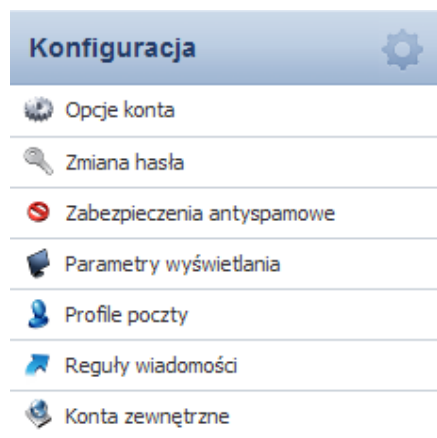 Konfiguracja
Opcje konta
Zmiana hasła
Zabezpieczenia antyspamowe
Parametry wyświetlania
Profile poczty
Reguły wiadomości
Konta zewnętrzne